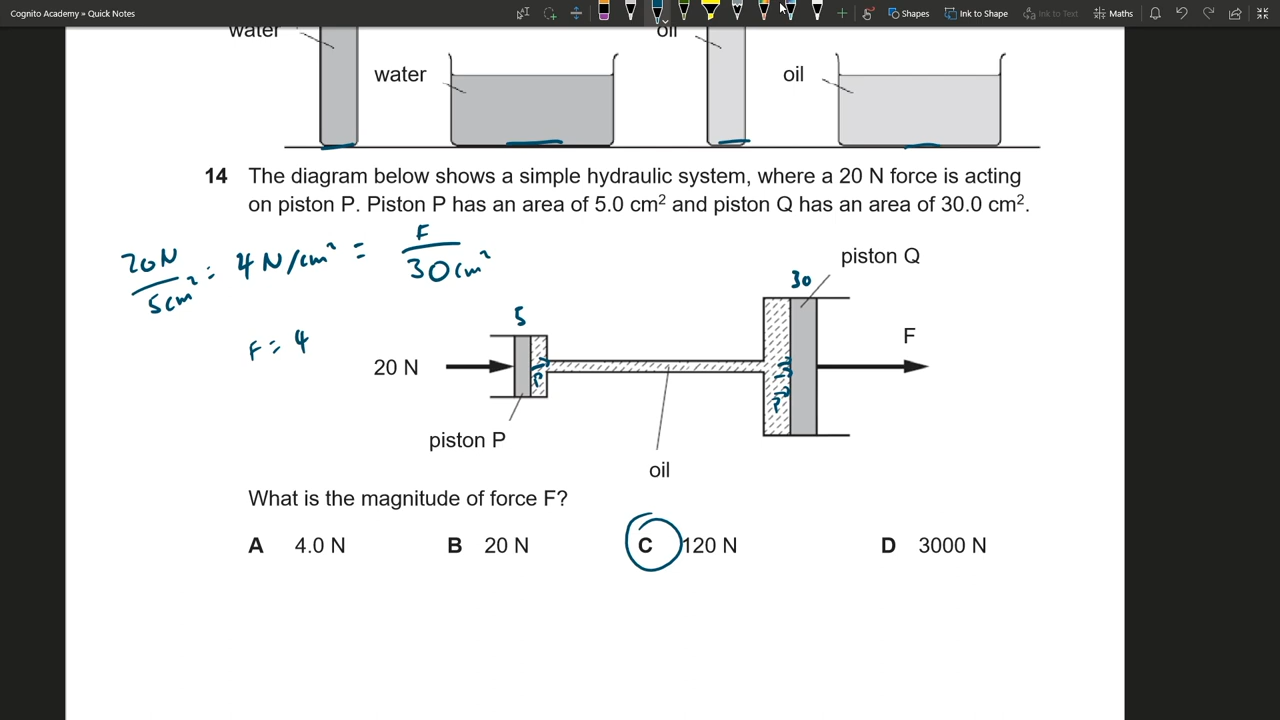 Cognito Academy » Quick Notes
Shapes
Ink to Shape
Ink to Text
Maths
water
oil
water
oil
14 The diagram below shows a simple hydraulic system, where a 20 N force is acting
on piston P. Piston P has an area of 5.0 cm² and piston Q has an area of 30.0 cm².
20N/5cm² = 4 N/cm² = F/30cm²
piston Q
30
5
F = 4
F
20 N
P
P
piston P
oil
What is the magnitude of force F?
A 4.0 N B 20 N C 120 N D 3000 N